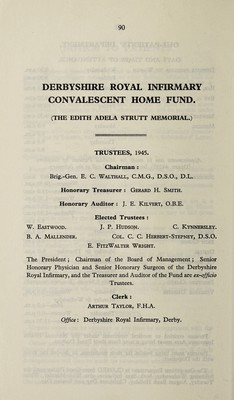 90
DERBYSHIRE ROYAL INFIRMARY
CONVALESCENT HOME FUND.
(THE EDITH ADELA STRUTT MEMORIAL.)
TRUSTEES, 1945.
Chairman :
Brig.-Gen. E. C. WALTHALL, C.M.G., D.S.O., D.L.
Honorary Treasurer : GERARD H. SMITH.
Honorary Auditor : J. E. KILVERT, O.B.E.
Elected Trustees :
W. EASTWOOD. J. P. HUDSON. C. KYNNERSLEY.
B. A. MALLENDER. COL. C. C. HERBERT-STEPNEY, D.S.O.
E. FITZWALTER WRIGHT.
The President ; Chairman of the Board of Management ; Senior
Honorary Physician and Senior Honorary Surgeon of the Derbyshire
Royal Infirmary, and the Treasurer and Auditor of the Fund are ex-officio
Trustees.
Clerk :
ARTHUR TAYLOR, F.H.A.
Office : Derbyshire Royal Infirmary, Derby.